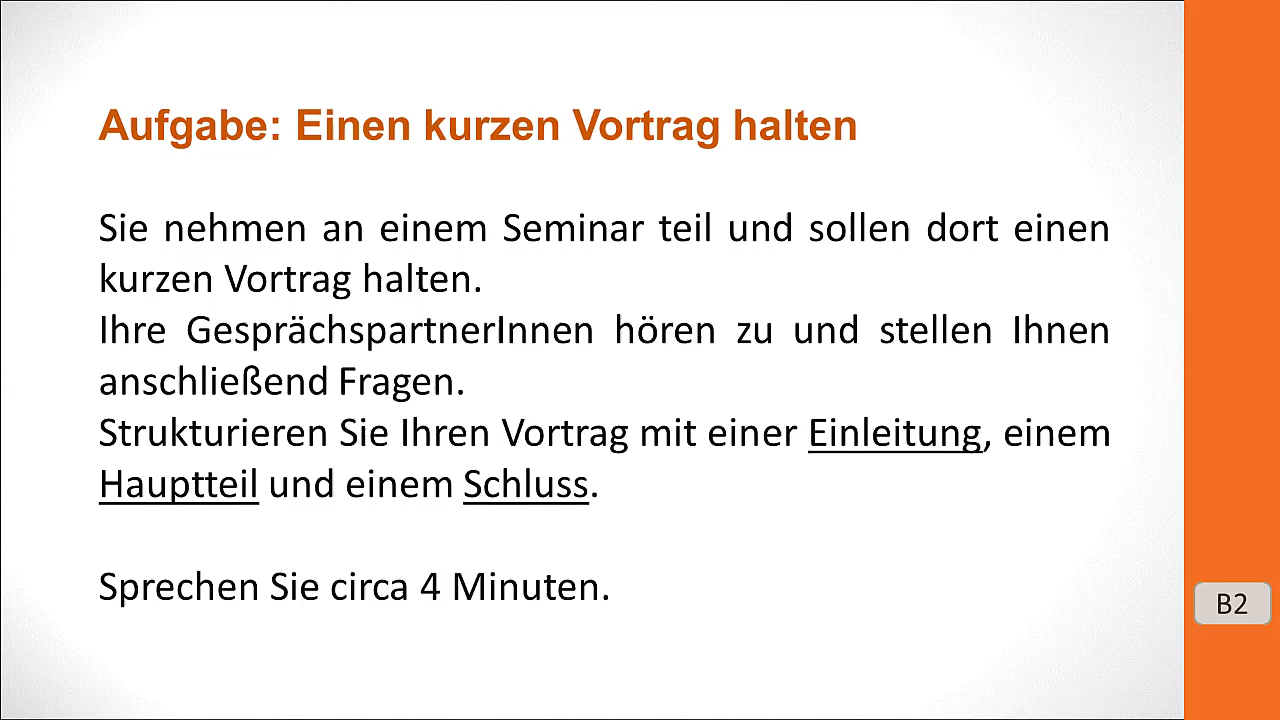 Aufgabe: Einen kurzen Vortrag halten
Sie nehmen an einem Seminar teil und sollen dort einen
kurzen Vortrag halten.
Ihre GesprächspartnerInnen hören zu und stellen Ihnen
anschließend Fragen.
Strukturieren Sie Ihren Vortrag mit einer Einleitung, einem
Hauptteil und einem Schluss.
Sprechen Sie circa 4 Minuten.
B2